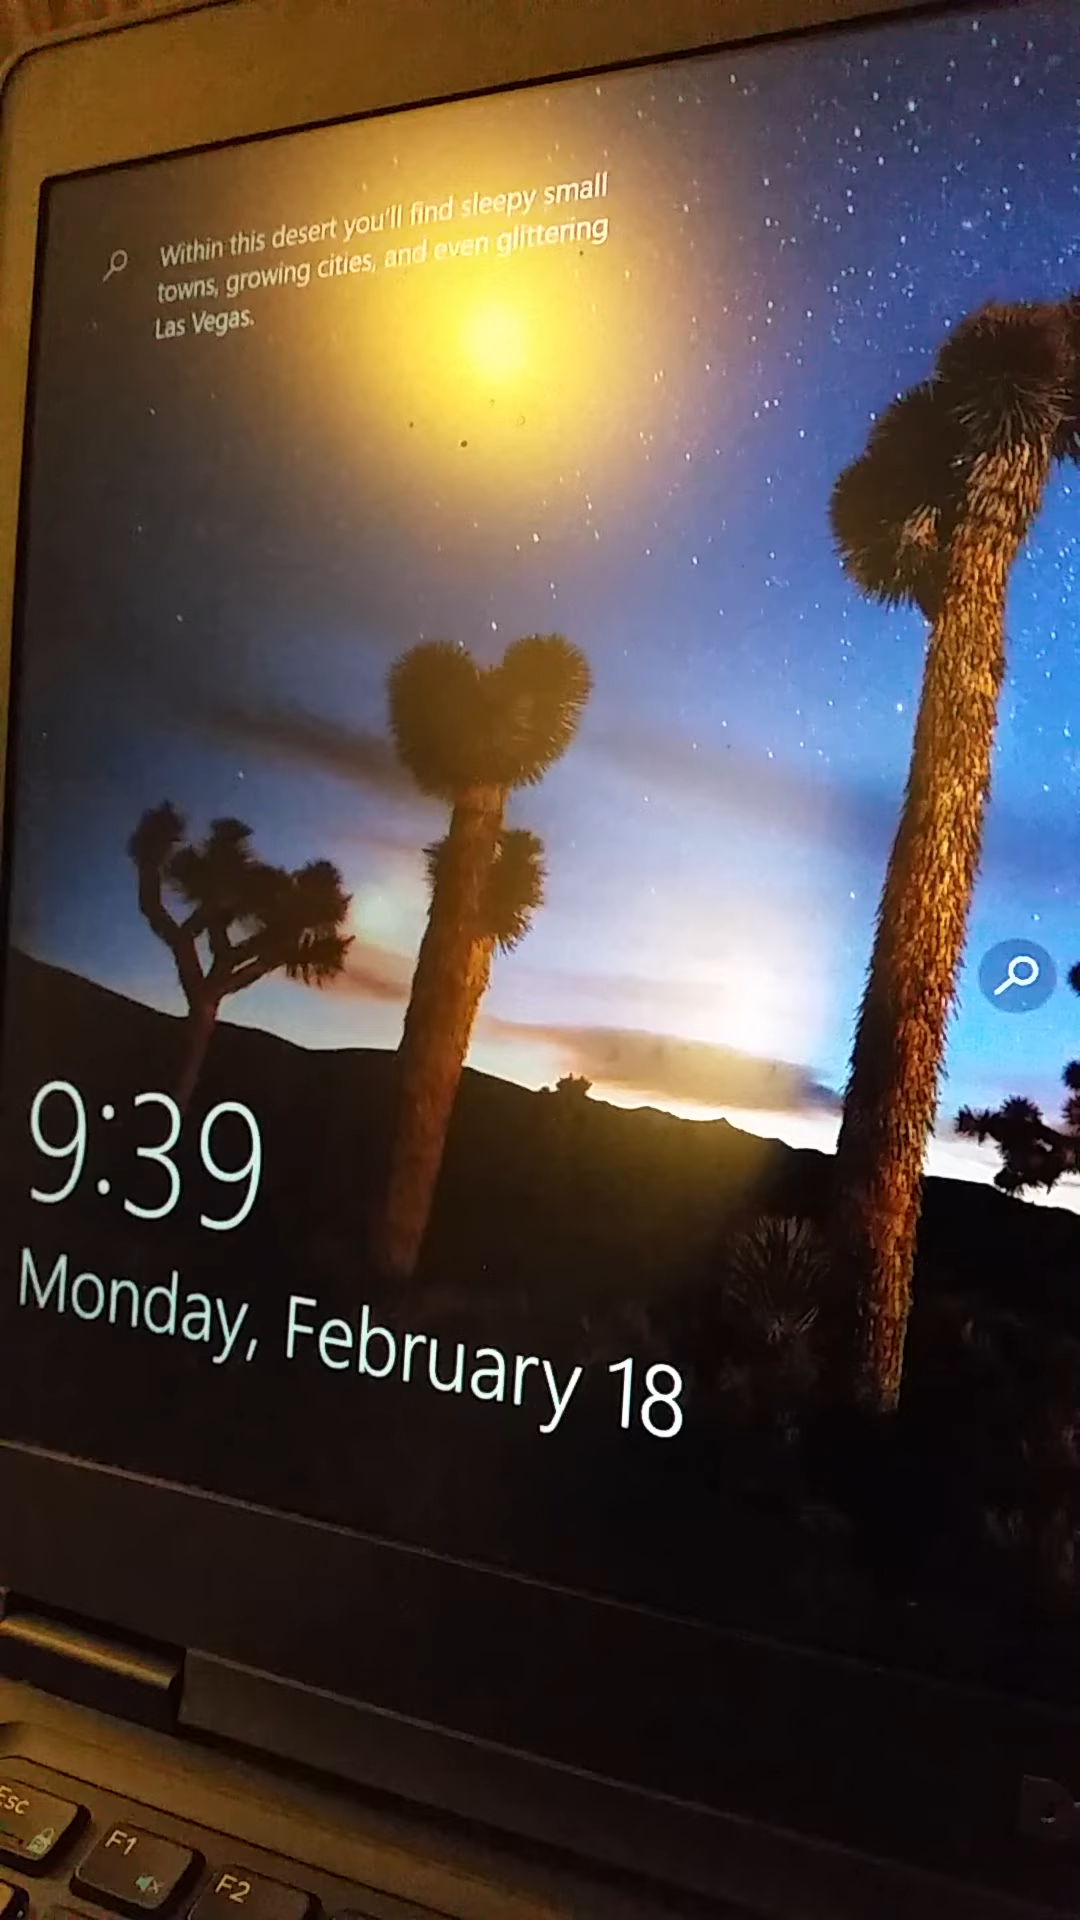 Within this desert you'll find sleepy small
towns, growing cities, and even glittering
Las Vegas.
9:39
Monday, February 18
Esc
F1
F2